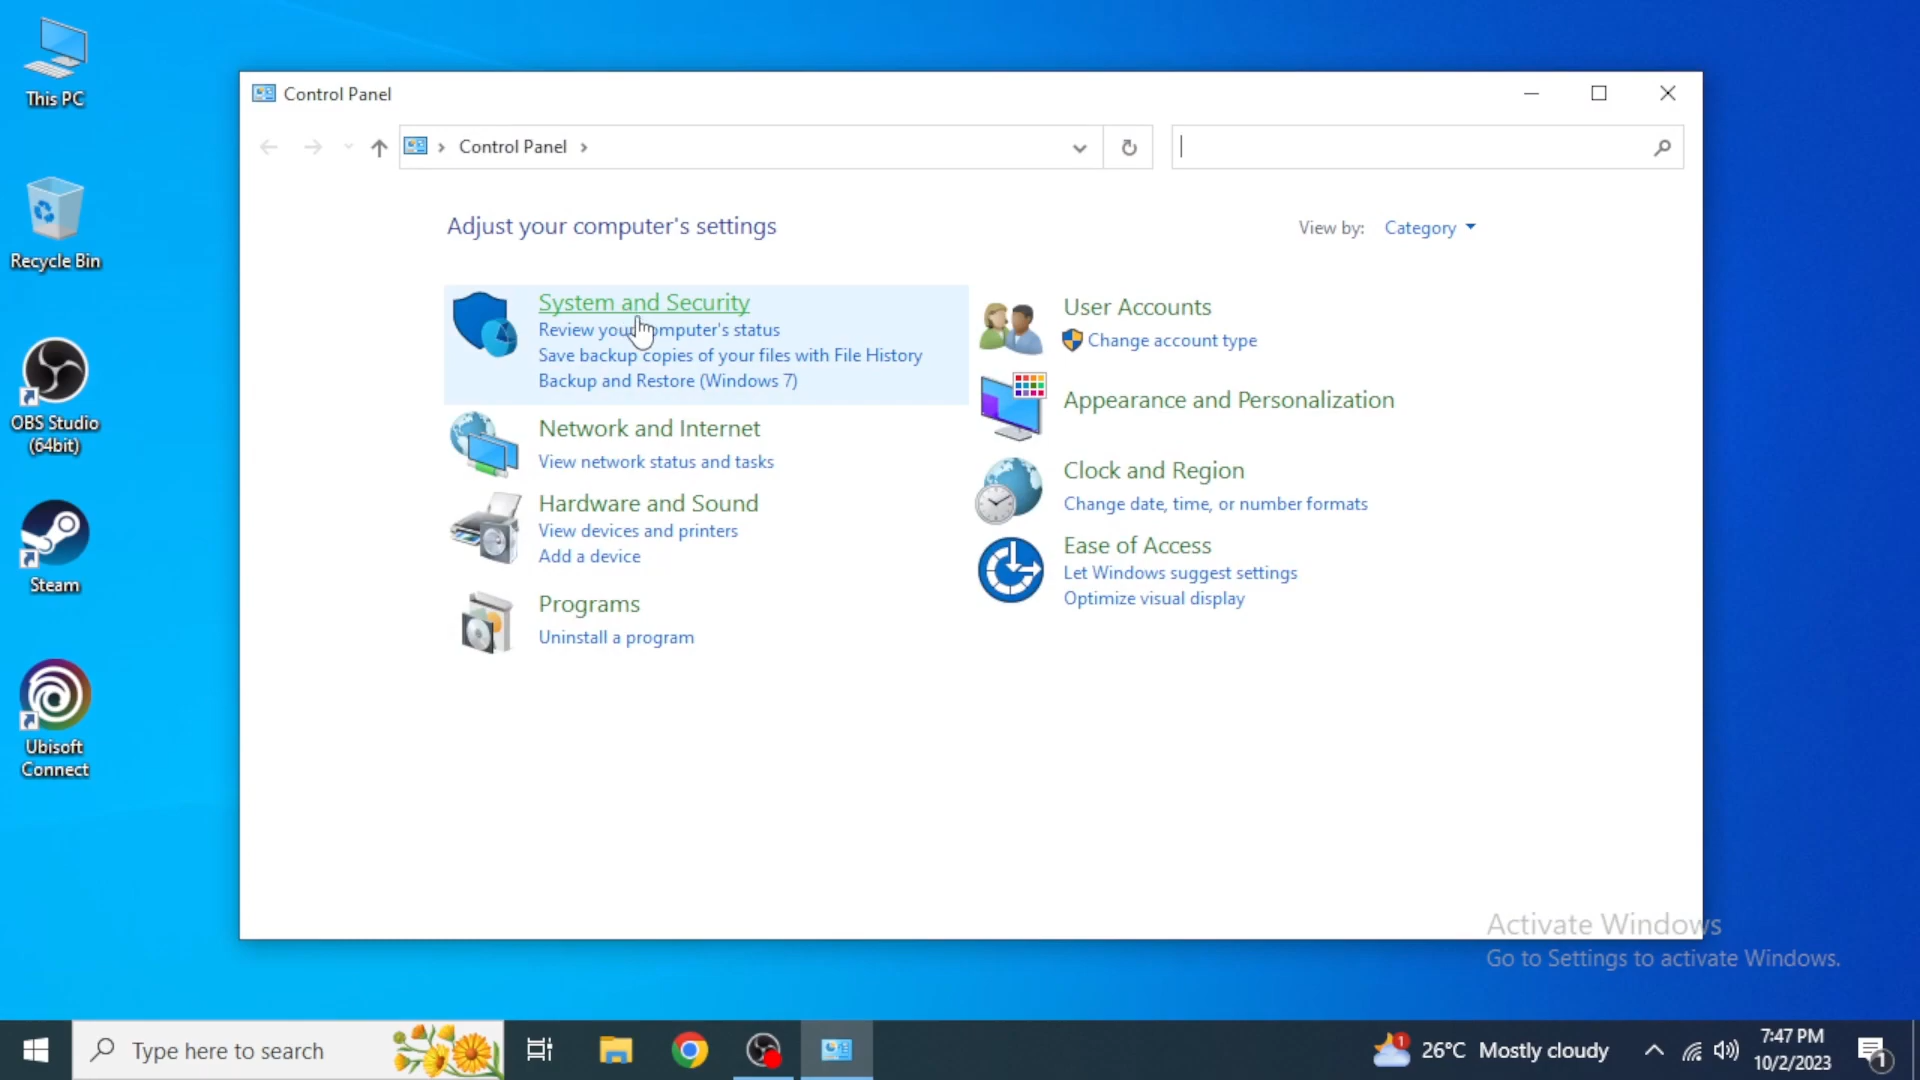 This PC
Recycle Bin
OBS Studio
(64bit)
Steam
Ubisoft
Connect
Control Panel
Control Panel
Adjust your computer's settings
View by: Category
System and Security
Review your computer's status
Save backup copies of your files with File History
Backup and Restore (Windows 7)
Network and Internet
View network status and tasks
Hardware and Sound
View devices and printers
Add a device
Programs
Uninstall a program
User Accounts
Change account type
Appearance and Personalization
Clock and Region
Change date, time, or number formats
Ease of Access
Let Windows suggest settings
Optimize visual display
Activate Windows
Go to Settings to activate Windows.
Type here to search
1
26°C Mostly cloudy
7:47 PM
10/2/2023
1